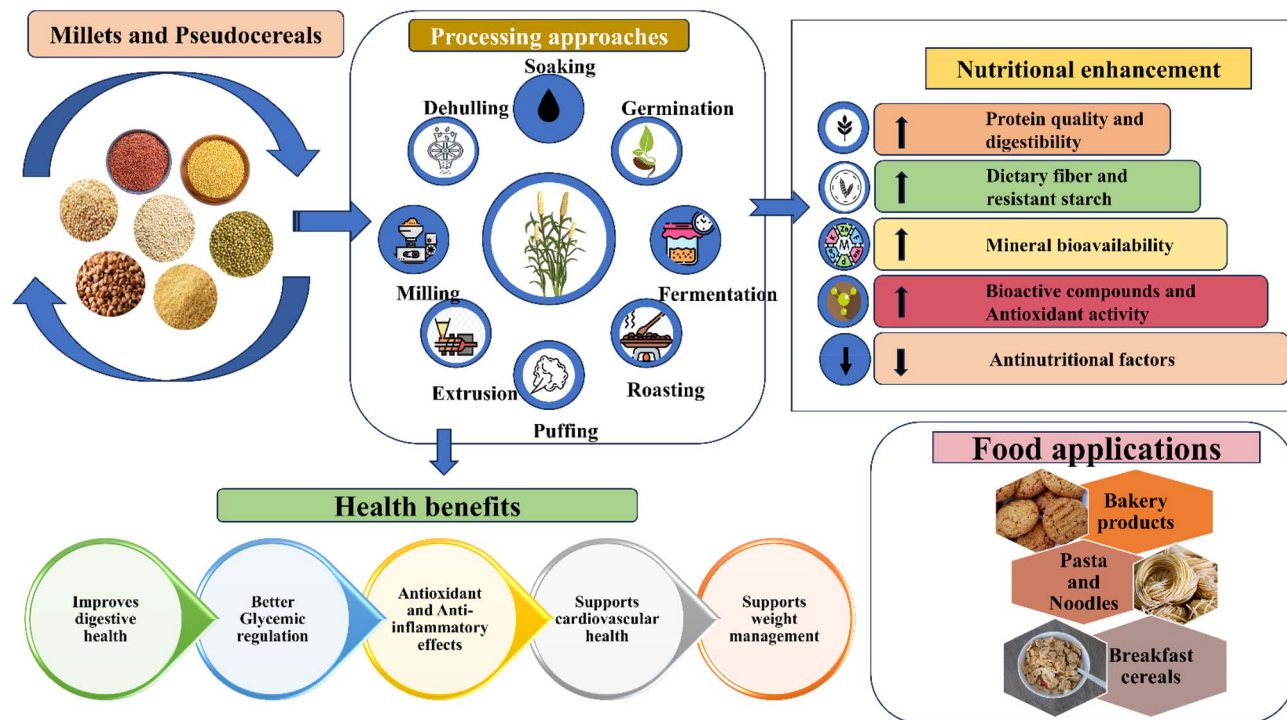 Millets and Pseudocereals
Processing approaches
Soaking
Dehulling
Germination
Milling
Fermentation
Extrusion
Roasting
Puffing
Nutritional enhancement
Protein quality and
digestibility
Dietary fiber and
resistant starch
Mineral bioavailability
Bioactive compounds and
Antioxidant activity
Antinutritional factors
Health benefits
Improves
digestive
health
Better
Glycemic
regulation
Antioxidant
and Anti-
inflammatory
effects
Supports
cardiovascular
health
Supports
weight
management
Food applications
Bakery
products
Pasta
and
Noodles
Breakfast
cereals